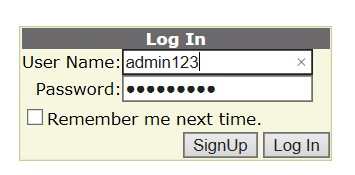 Log In
User Name: admin123 ×
Password: •••••••••
Remember me next time.
SignUp Log In